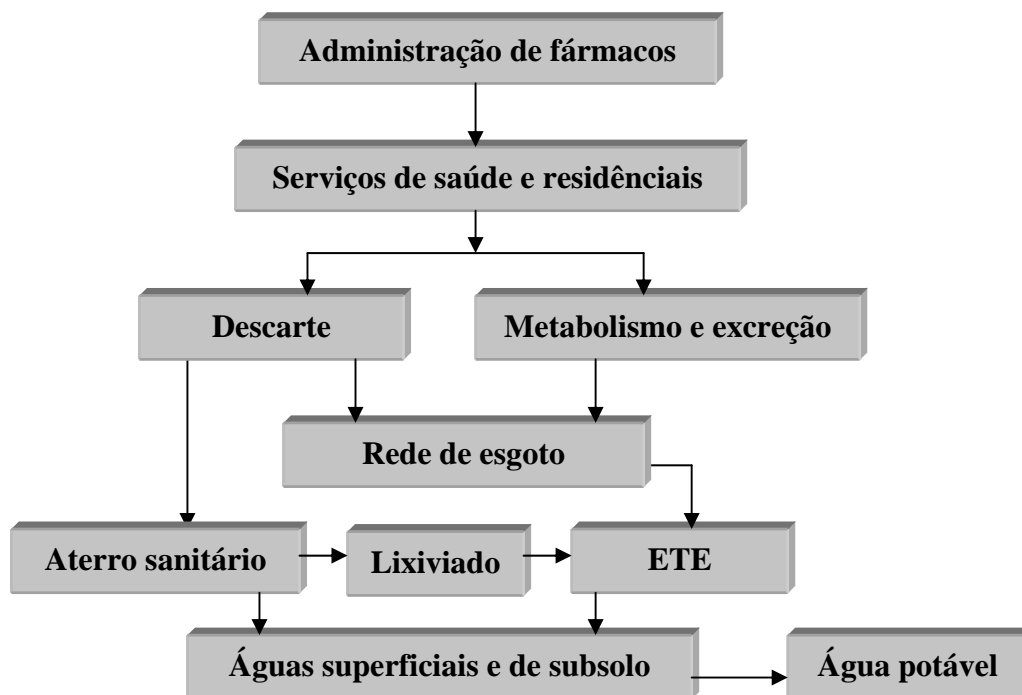 Administração de fármacos
Serviços de saúde e residênciais
Descarte
Metabolismo e excreção
Rede de esgoto
Aterro sanitário
Lixiviado
ETE
Águas superficiais e de subsolo
Água potável